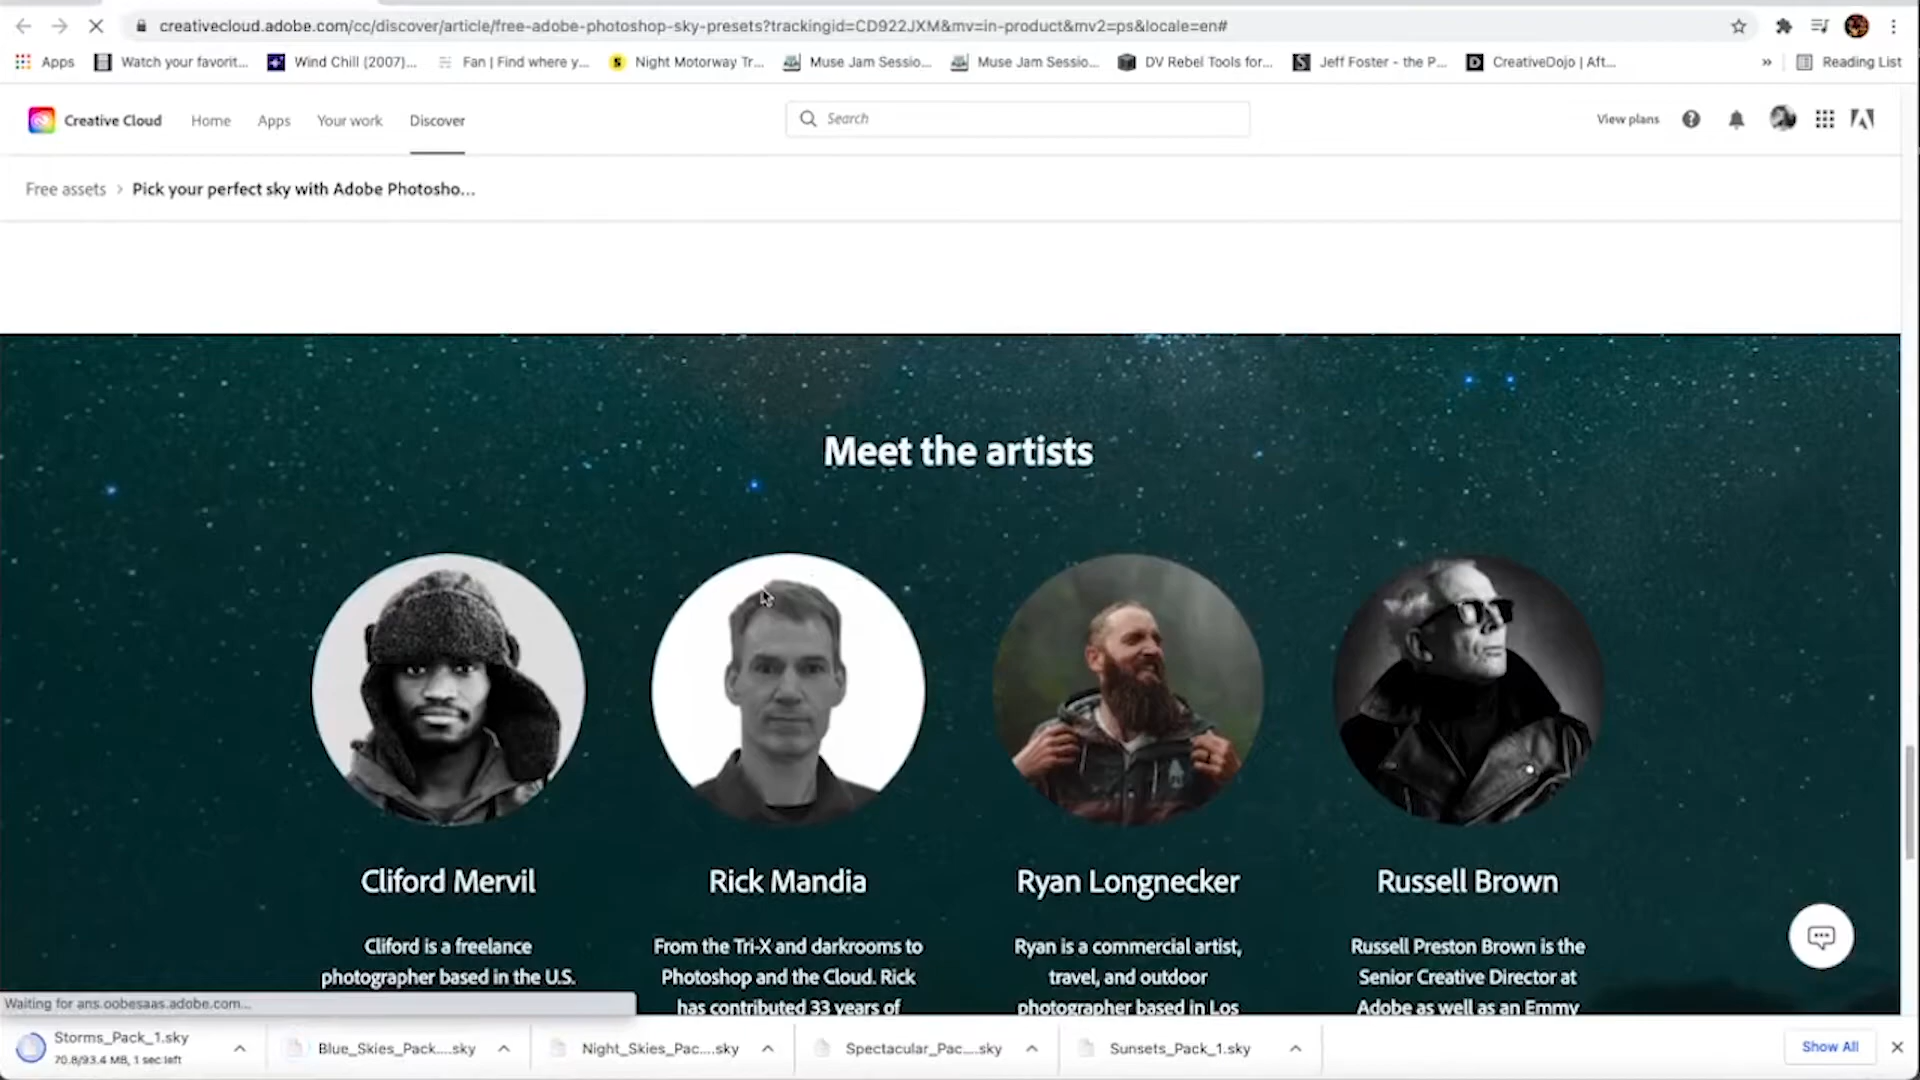 creativecloud.adobe.com/cc/discover/article/free-adobe-photoshop-sky-presets?trackingid=CD922JXM&mv=in-product&mv2=ps&locale=en#
Apps Watch your favorit... Wind Chill (2007)... Fan | Find where y... Night Motorway Tr... Muse Jam Sessio... Muse Jam Sessio... DV Rebel Tools for... Jeff Foster - the P... CreativeDojo | Aft... » Reading List
Creative Cloud Home Apps Your work Discover Search View plans
Free assets > Pick your perfect sky with Adobe Photosho...
Meet the artists
Cliford Mervil Rick Mandia Ryan Longnecker Russell Brown
Cliford is a freelance From the Tri-X and darkrooms to Ryan is a commercial artist, Russell Preston Brown is the
photographer based in the U.S. Photoshop and the Cloud. Rick travel, and outdoor Senior Creative Director at
has contributed 33 years of photographer based in Los Adobe as well as an Emmy
Waiting for ans.oobesaas.adobe.com...
Storms_Pack_1.sky Blue_Skies_Pack....sky Night_Skies_Pac....sky Spectacular_Pac....sky Sunsets_Pack_1.sky Show All
70.8/93.4 MB, 1 sec left